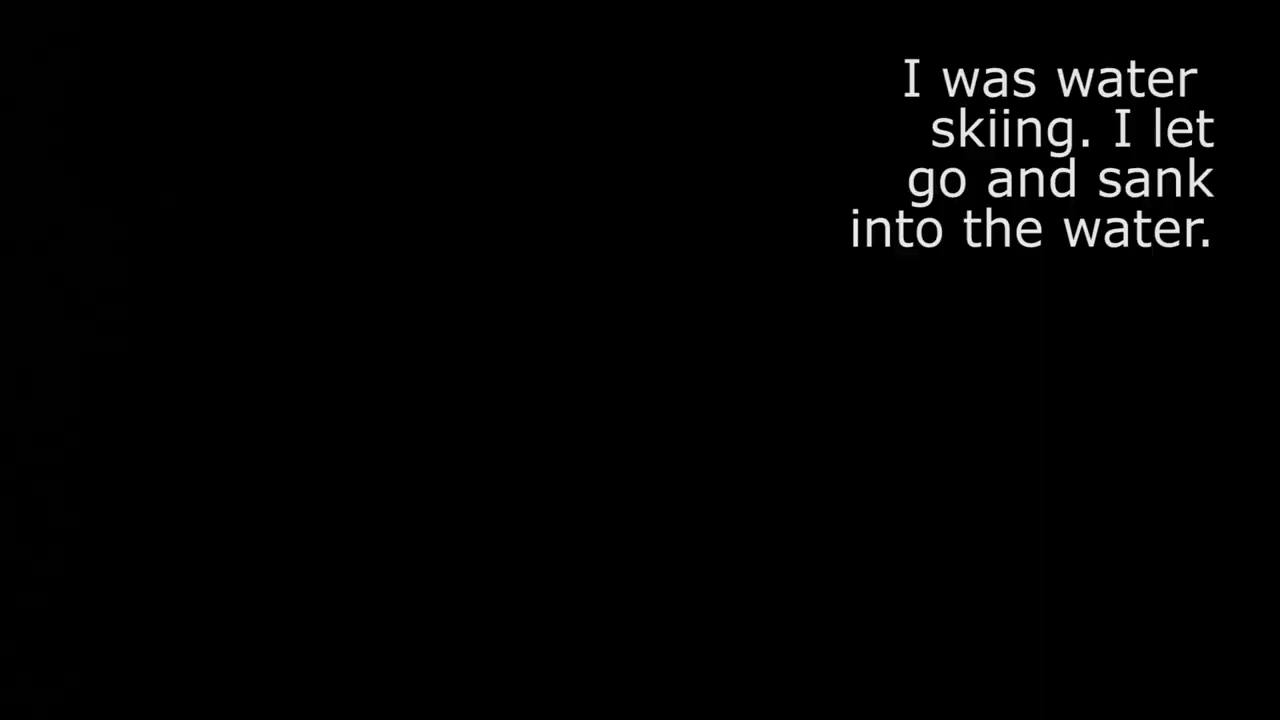 I was water
skiing. I let
go and sank
into the water.